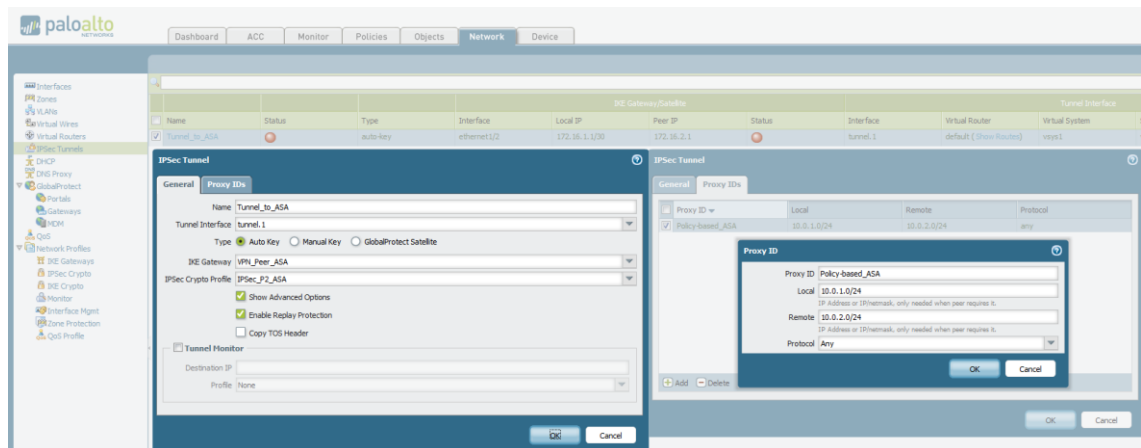 paloalto
NETWORKS
Dashboard ACC Monitor Policies Objects Network Device
Interfaces
Zones
VLANs
Virtual Wires
Virtual Routers
IPSec Tunnels
DHCP
DNS Proxy
GlobalProtect
Portals
Gateways
MDM
QoS
Network Profiles
IKE Gateways
IPSec Crypto
IKE Crypto
Monitor
Interface Mgmt
Zone Protection
QoS Profile
IKE Gateway/Satellite Tunnel Interface
Name Status Type Interface Local IP Peer IP Status Interface Virtual Router Virtual System
Tunnel_to_ASA auto-key ethernet1/2 172.16.1.1/30 172.16.2.1 tunnel.1 default (Show Routes) vsys1
IPSec Tunnel
General Proxy IDs
Name Tunnel_to_ASA
Tunnel Interface tunnel.1
Type Auto Key Manual Key GlobalProtect Satellite
IKE Gateway VPN_Peer_ASA
IPSec Crypto Profile IPSec_P2_ASA
Show Advanced Options
Enable Replay Protection
Copy TOS Header
Tunnel Monitor
Destination IP
Profile None
OK Cancel
IPSec Tunnel
General Proxy IDs
Proxy ID Local Remote Protocol
Policy-based_ASA 10.0.1.0/24 10.0.2.0/24 any
Proxy ID
Proxy ID Policy-based_ASA
Local 10.0.1.0/24
IP Address or IP/netmask, only needed when peer requires it.
Remote 10.0.2.0/24
IP Address or IP/netmask, only needed when peer requires it.
Protocol Any
OK Cancel
Add Delete
OK Cancel